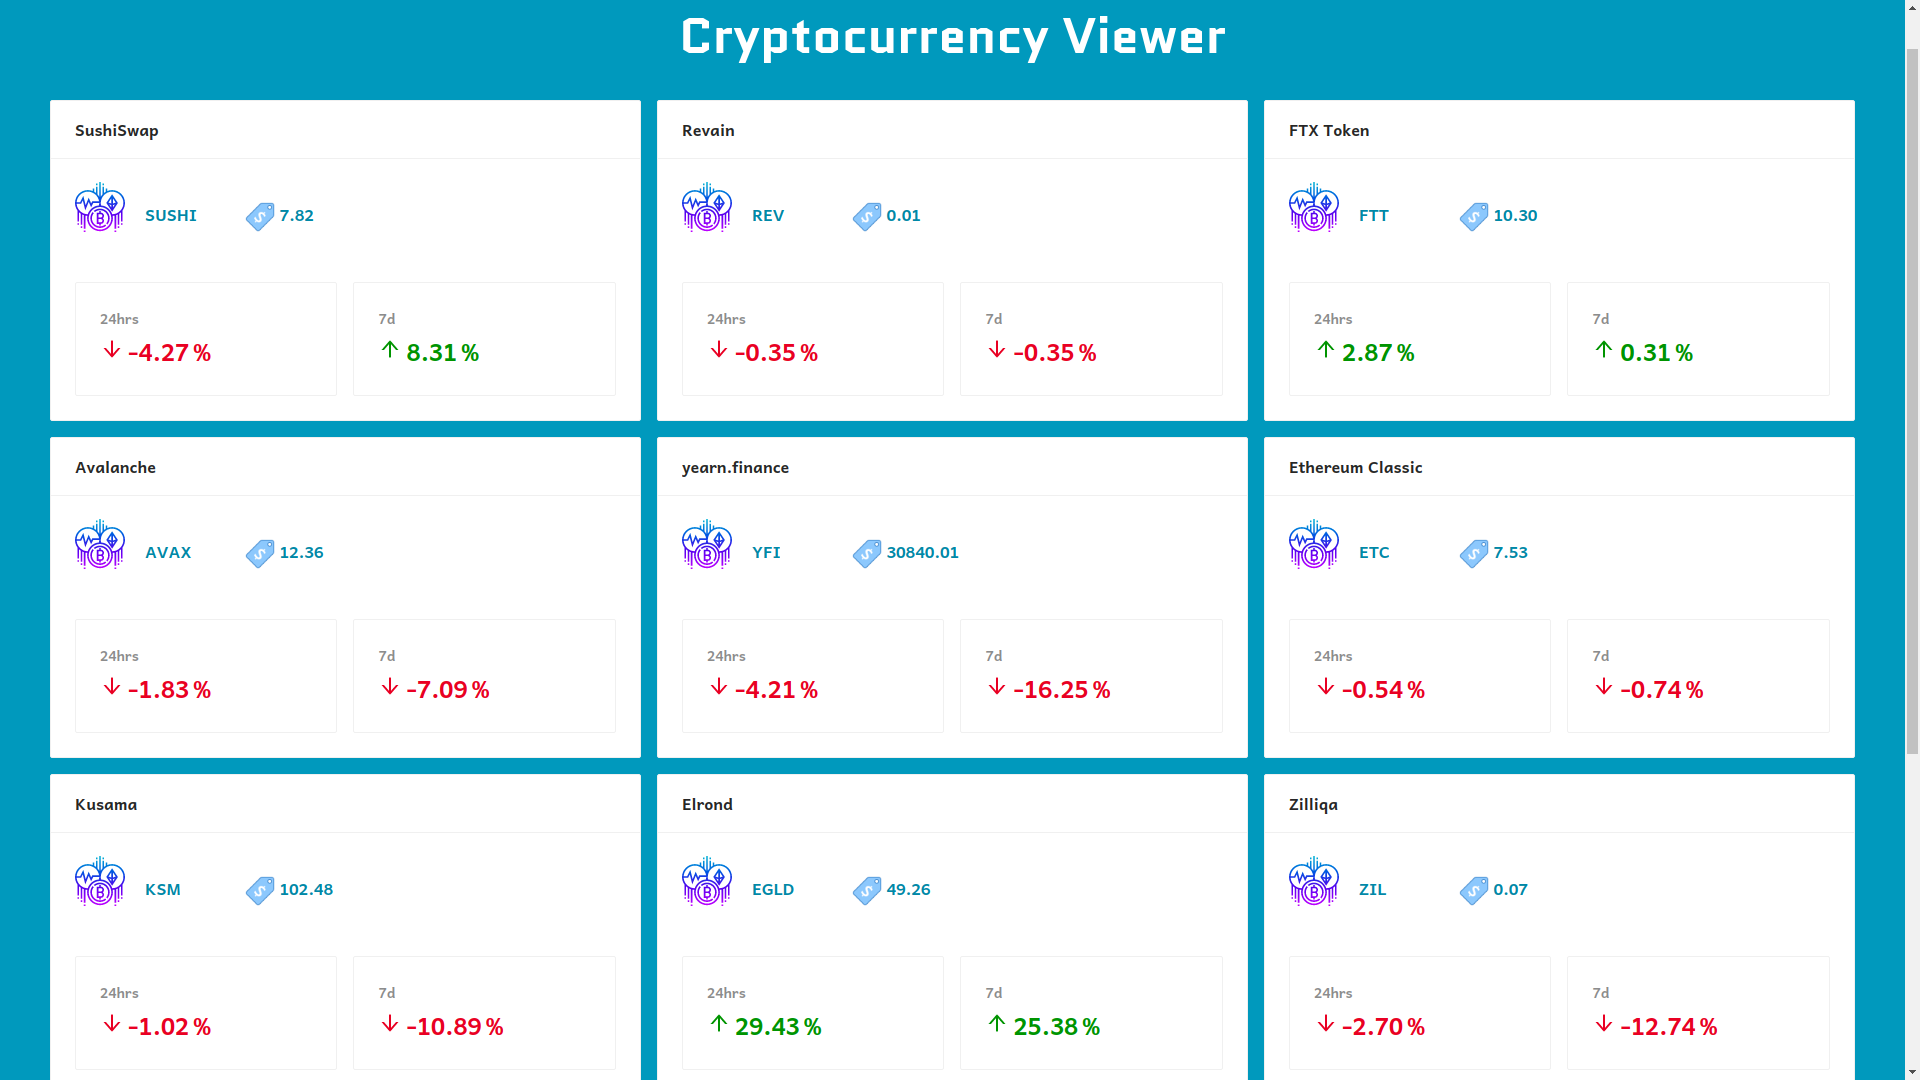 Cryptocurrency Viewer
SushiSwap
SUSHI 7.82
24hrs
-4.27 %
7d
8.31 %
Revain
REV 0.01
24hrs
-0.35 %
7d
-0.35 %
FTX Token
FTT 10.30
24hrs
2.87 %
7d
0.31 %
Avalanche
AVAX 12.36
24hrs
-1.83 %
7d
-7.09 %
yearn.finance
YFI 30840.01
24hrs
-4.21 %
7d
-16.25 %
Ethereum Classic
ETC 7.53
24hrs
-0.54 %
7d
-0.74 %
Kusama
KSM 102.48
24hrs
-1.02 %
7d
-10.89 %
Elrond
EGLD 49.26
24hrs
29.43 %
7d
25.38 %
Zilliqa
ZIL 0.07
24hrs
-2.70 %
7d
-12.74 %